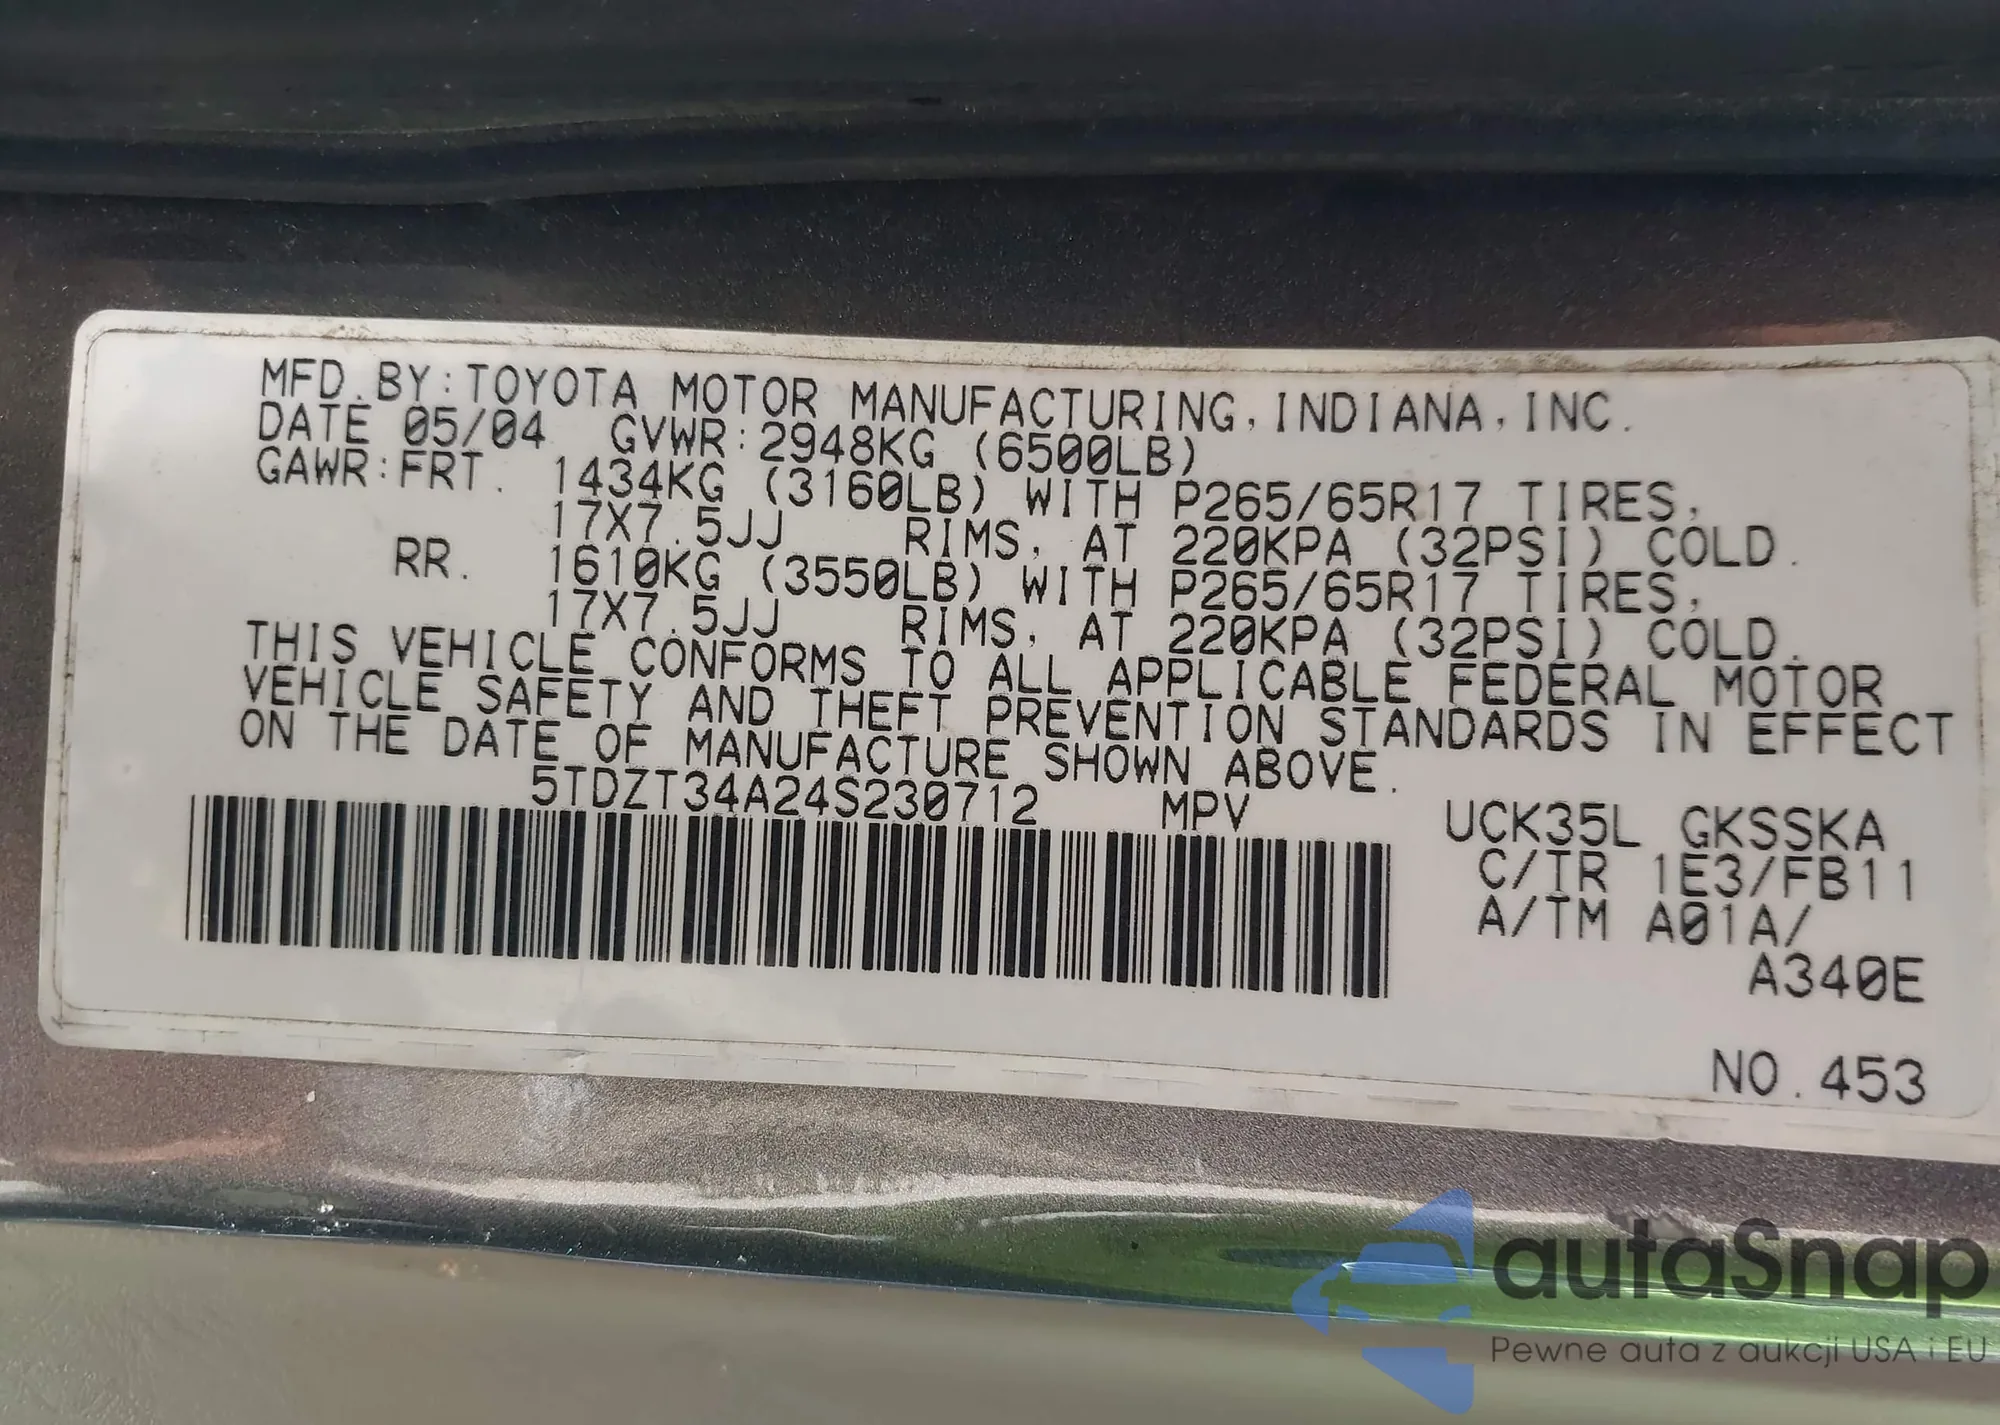 MFD.BY:TOYOTA MOTOR MANUFACTURING,INDIANA,INC.
DATE 05/04 GVWR:2948KG (6500LB)
GAWR:FRT. 1434KG (3160LB) WITH P265/65R17 TIRES,
17X7.5JJ RIMS, AT 220KPA (32PSI) COLD.
RR. 1610KG (3550LB) WITH P265/65R17 TIRES,
17X7.5JJ RIMS, AT 220KPA (32PSI) COLD.
THIS VEHICLE CONFORMS TO ALL APPLICABLE FEDERAL MOTOR
VEHICLE SAFETY AND THEFT PREVENTION STANDARDS IN EFFECT
ON THE DATE OF MANUFACTURE SHOWN ABOVE.
5TDZT34A24S230712 MPV
UCK35L GKSSKA
C/TR 1E3/FB11
A/TM A01A/
A340E
NO.453
autaSnap
Pewne auta z aukcji USA i EU